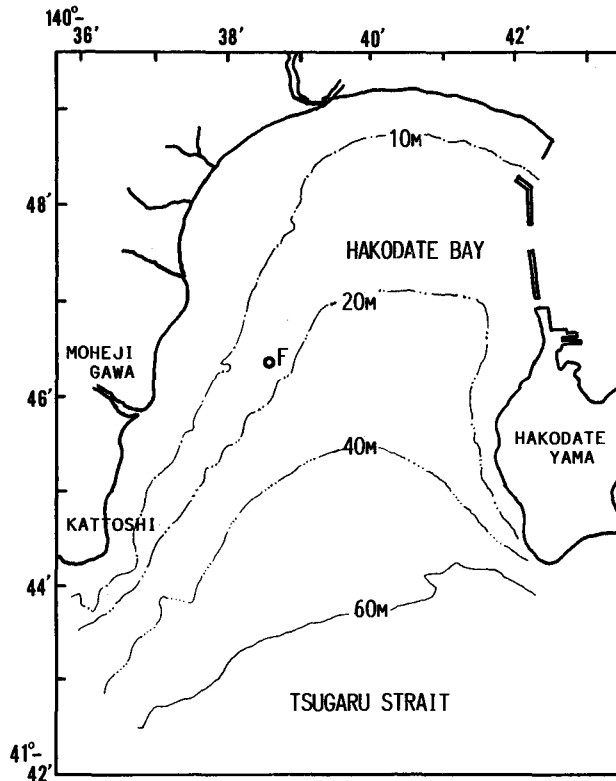 140°-
36' 38' 40' 42'
10M
48'
HAKODATE BAY
20M
MOHEJI
GAWA
F
46'
HAKODATE
YAMA
40M
KATTOSHI
44'
60M
TSUGARU STRAIT
41°-
42'